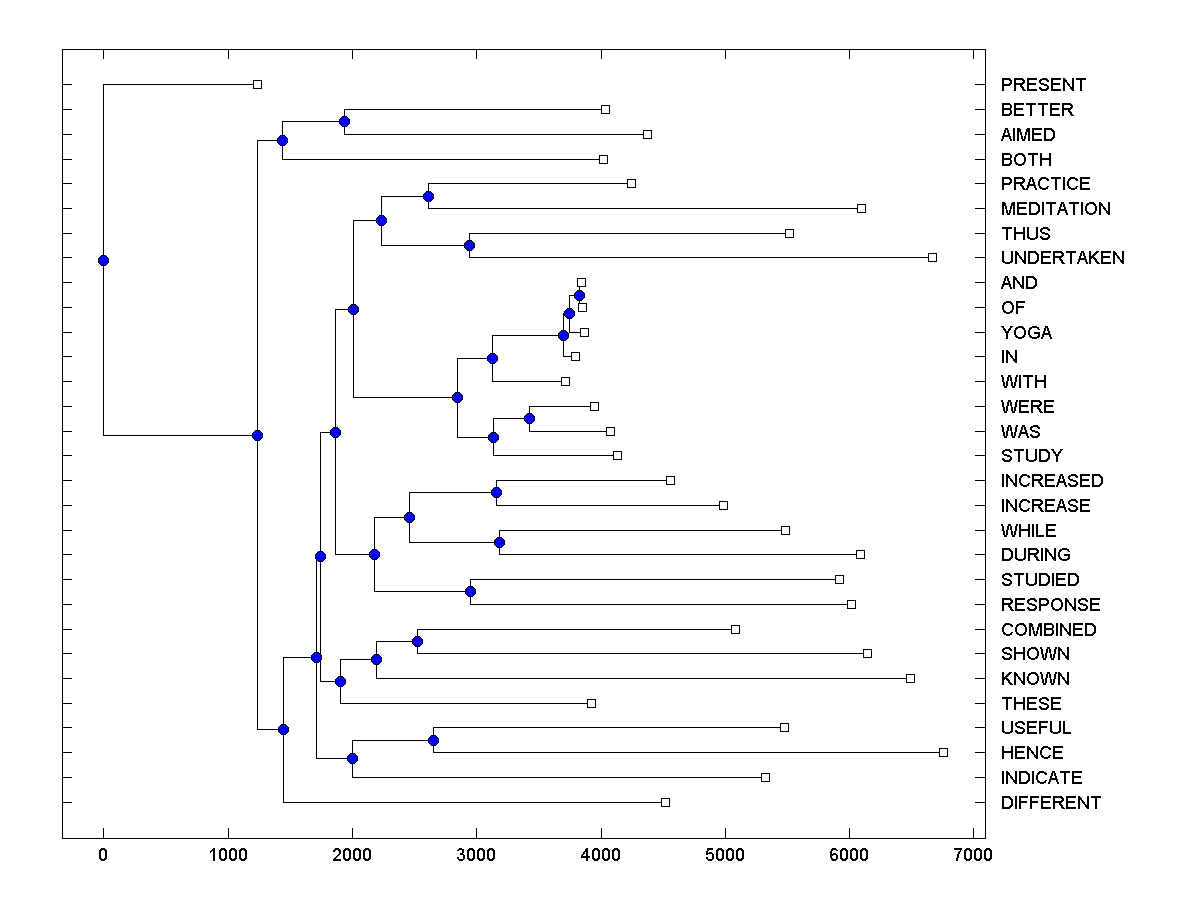 PRESENT
BETTER
AIMED
BOTH
PRACTICE
MEDITATION
THUS
UNDERTAKEN
AND
OF
YOGA
IN
WITH
WERE
WAS
STUDY
INCREASED
INCREASE
WHILE
DURING
STUDIED
RESPONSE
COMBINED
SHOWN
KNOWN
THESE
USEFUL
HENCE
INDICATE
DIFFERENT
0 1000 2000 3000 4000 5000 6000 7000